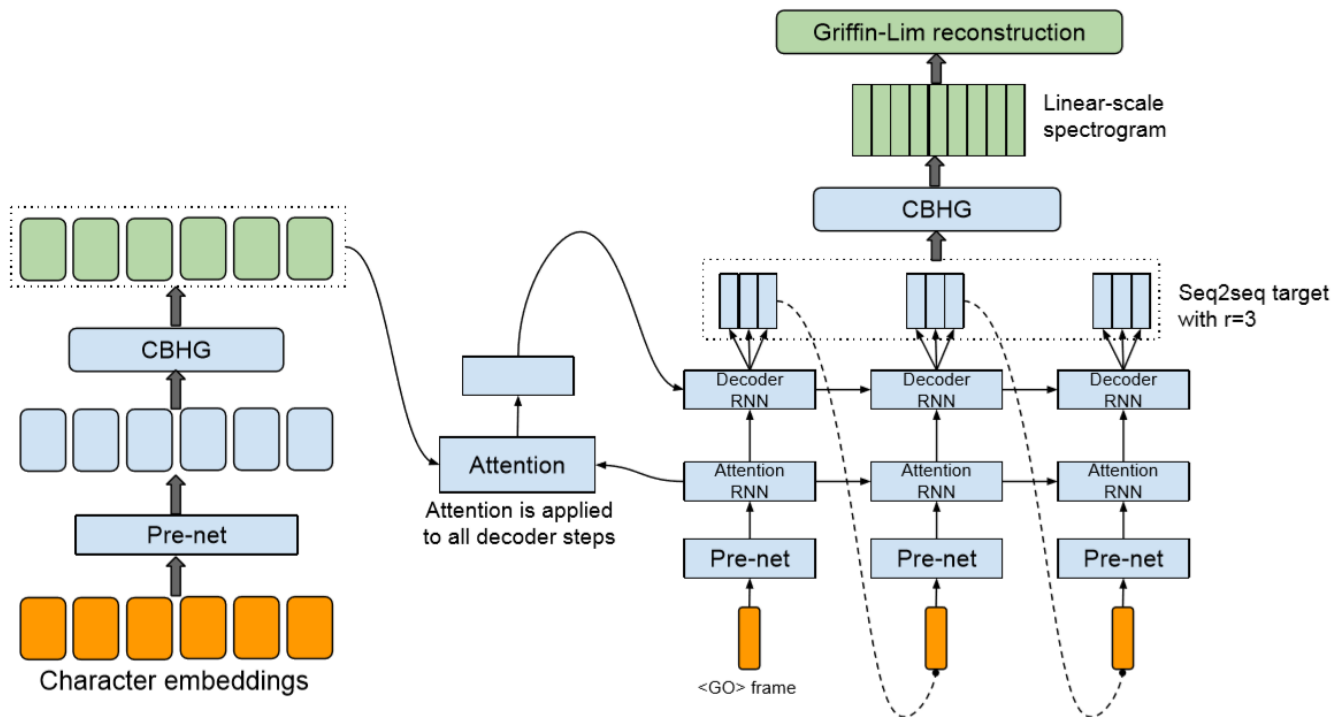 Griffin-Lim reconstruction
Linear-scale
spectrogram
CBHG
Seq2seq target
with r=3
CBHG
Pre-net
Character embeddings
Attention
Attention is applied
to all decoder steps
Decoder
RNN
Decoder
RNN
Decoder
RNN
Attention
RNN
Attention
RNN
Attention
RNN
Pre-net
Pre-net
Pre-net
<GO> frame